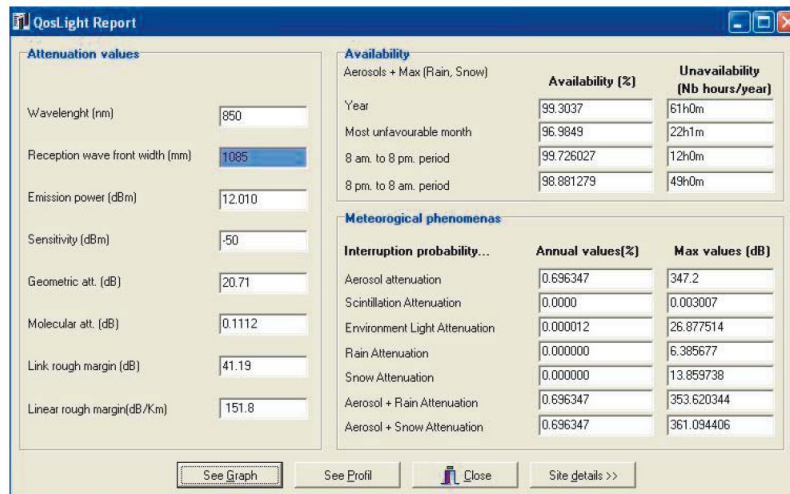 QosLight Report
Attenuation values
Wavelenght (nm) 850
Reception wave front width (mm) 1085
Emission power (dBm) 12.010
Sensitivity (dBm) -50
Geometric att. (dB) 20.71
Molecular att. (dB) 0.1112
Link rough margin (dB) 41.19
Linear rough margin(dB/Km) 151.8
Availability
Aerosols + Max (Rain, Snow) Availability (%) Unavailability (Nb hours/year)
Year 99.3037 61h0m
Most unfavourable month 96.9849 22h1m
8 am. to 8 pm. period 99.726027 12h0m
8 pm. to 8 am. period 98.881279 49h0m
Meteorogical phenomenas
Interruption probability... Annual values(%) Max values (dB)
Aerosol attenuation 0.696347 347.2
Scintillation Attenuation 0.0000 0.003007
Environment Light Attenuation 0.000012 26.877514
Rain Attenuation 0.000000 6.385677
Snow Attenuation 0.000000 13.859738
Aerosol + Rain Attenuation 0.696347 353.620344
Aerosol + Snow Attenuation 0.696347 361.094406
See Graph See Profil Close Site details >>